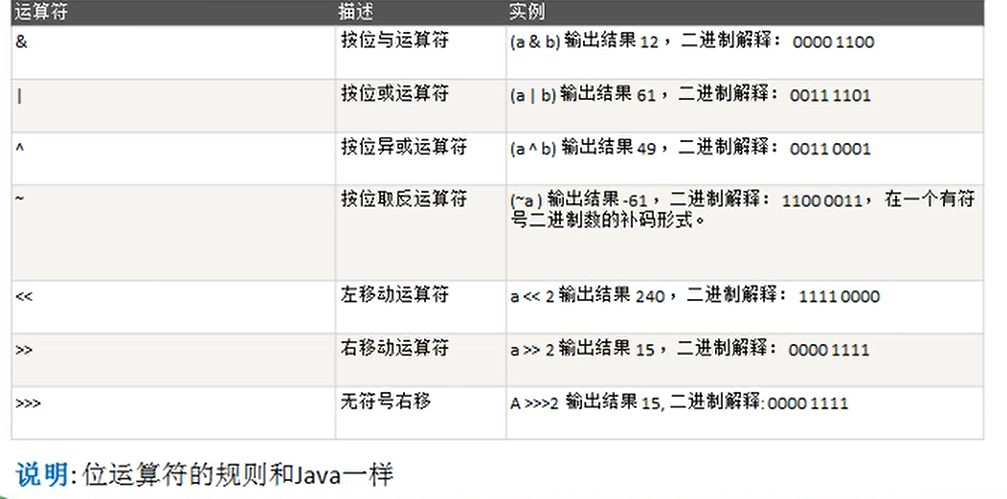 运算符 描述 实例
& 按位与运算符 (a & b) 输出结果 12 ，二进制解释： 0000 1100
| 按位或运算符 (a | b) 输出结果 61 ，二进制解释： 0011 1101
^ 按位异或运算符 (a ^ b) 输出结果 49 ，二进制解释： 0011 0001
~ 按位取反运算符 (~a ) 输出结果 -61 ，二进制解释： 1100 0011， 在一个有符
号二进制数的补码形式。
<< 左移动运算符 a << 2 输出结果 240 ，二进制解释： 1111 0000
>> 右移动运算符 a >> 2 输出结果 15 ，二进制解释： 0000 1111
>>> 无符号右移 A >>>2 输出结果 15, 二进制解释: 0000 1111
说明: 位运算符的规则和Java一样